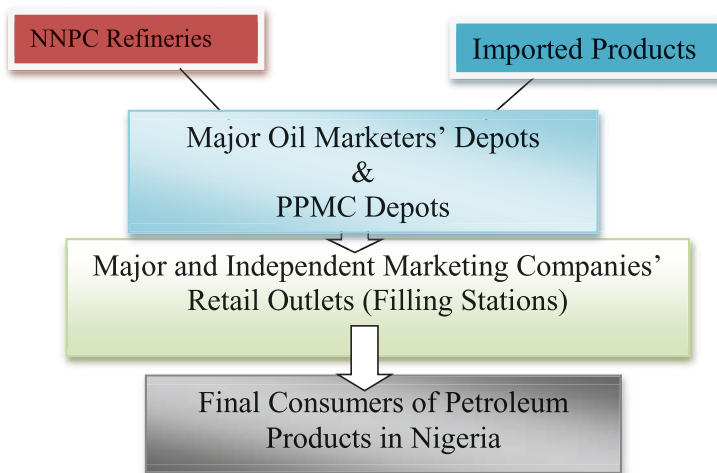 NNPC Refineries
Imported Products
Major Oil Marketers’ Depots
&
PPMC Depots
Major and Independent Marketing Companies’
Retail Outlets (Filling Stations)
Final Consumers of Petroleum
Products in Nigeria